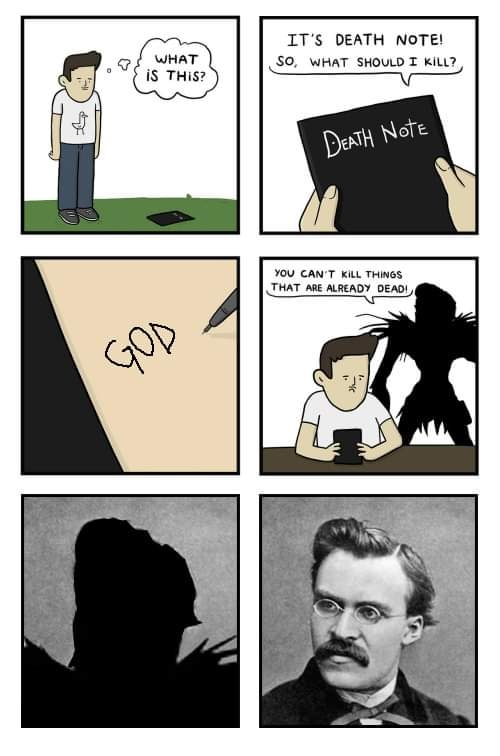 WHAT
iS THiS?
IT'S DEATH NOTE!
SO, WHAT SHOULD I KILL?
DEATH NOTE
GOD
YOU CAN'T KILL THINGS
THAT ARE ALREADY DEAD!